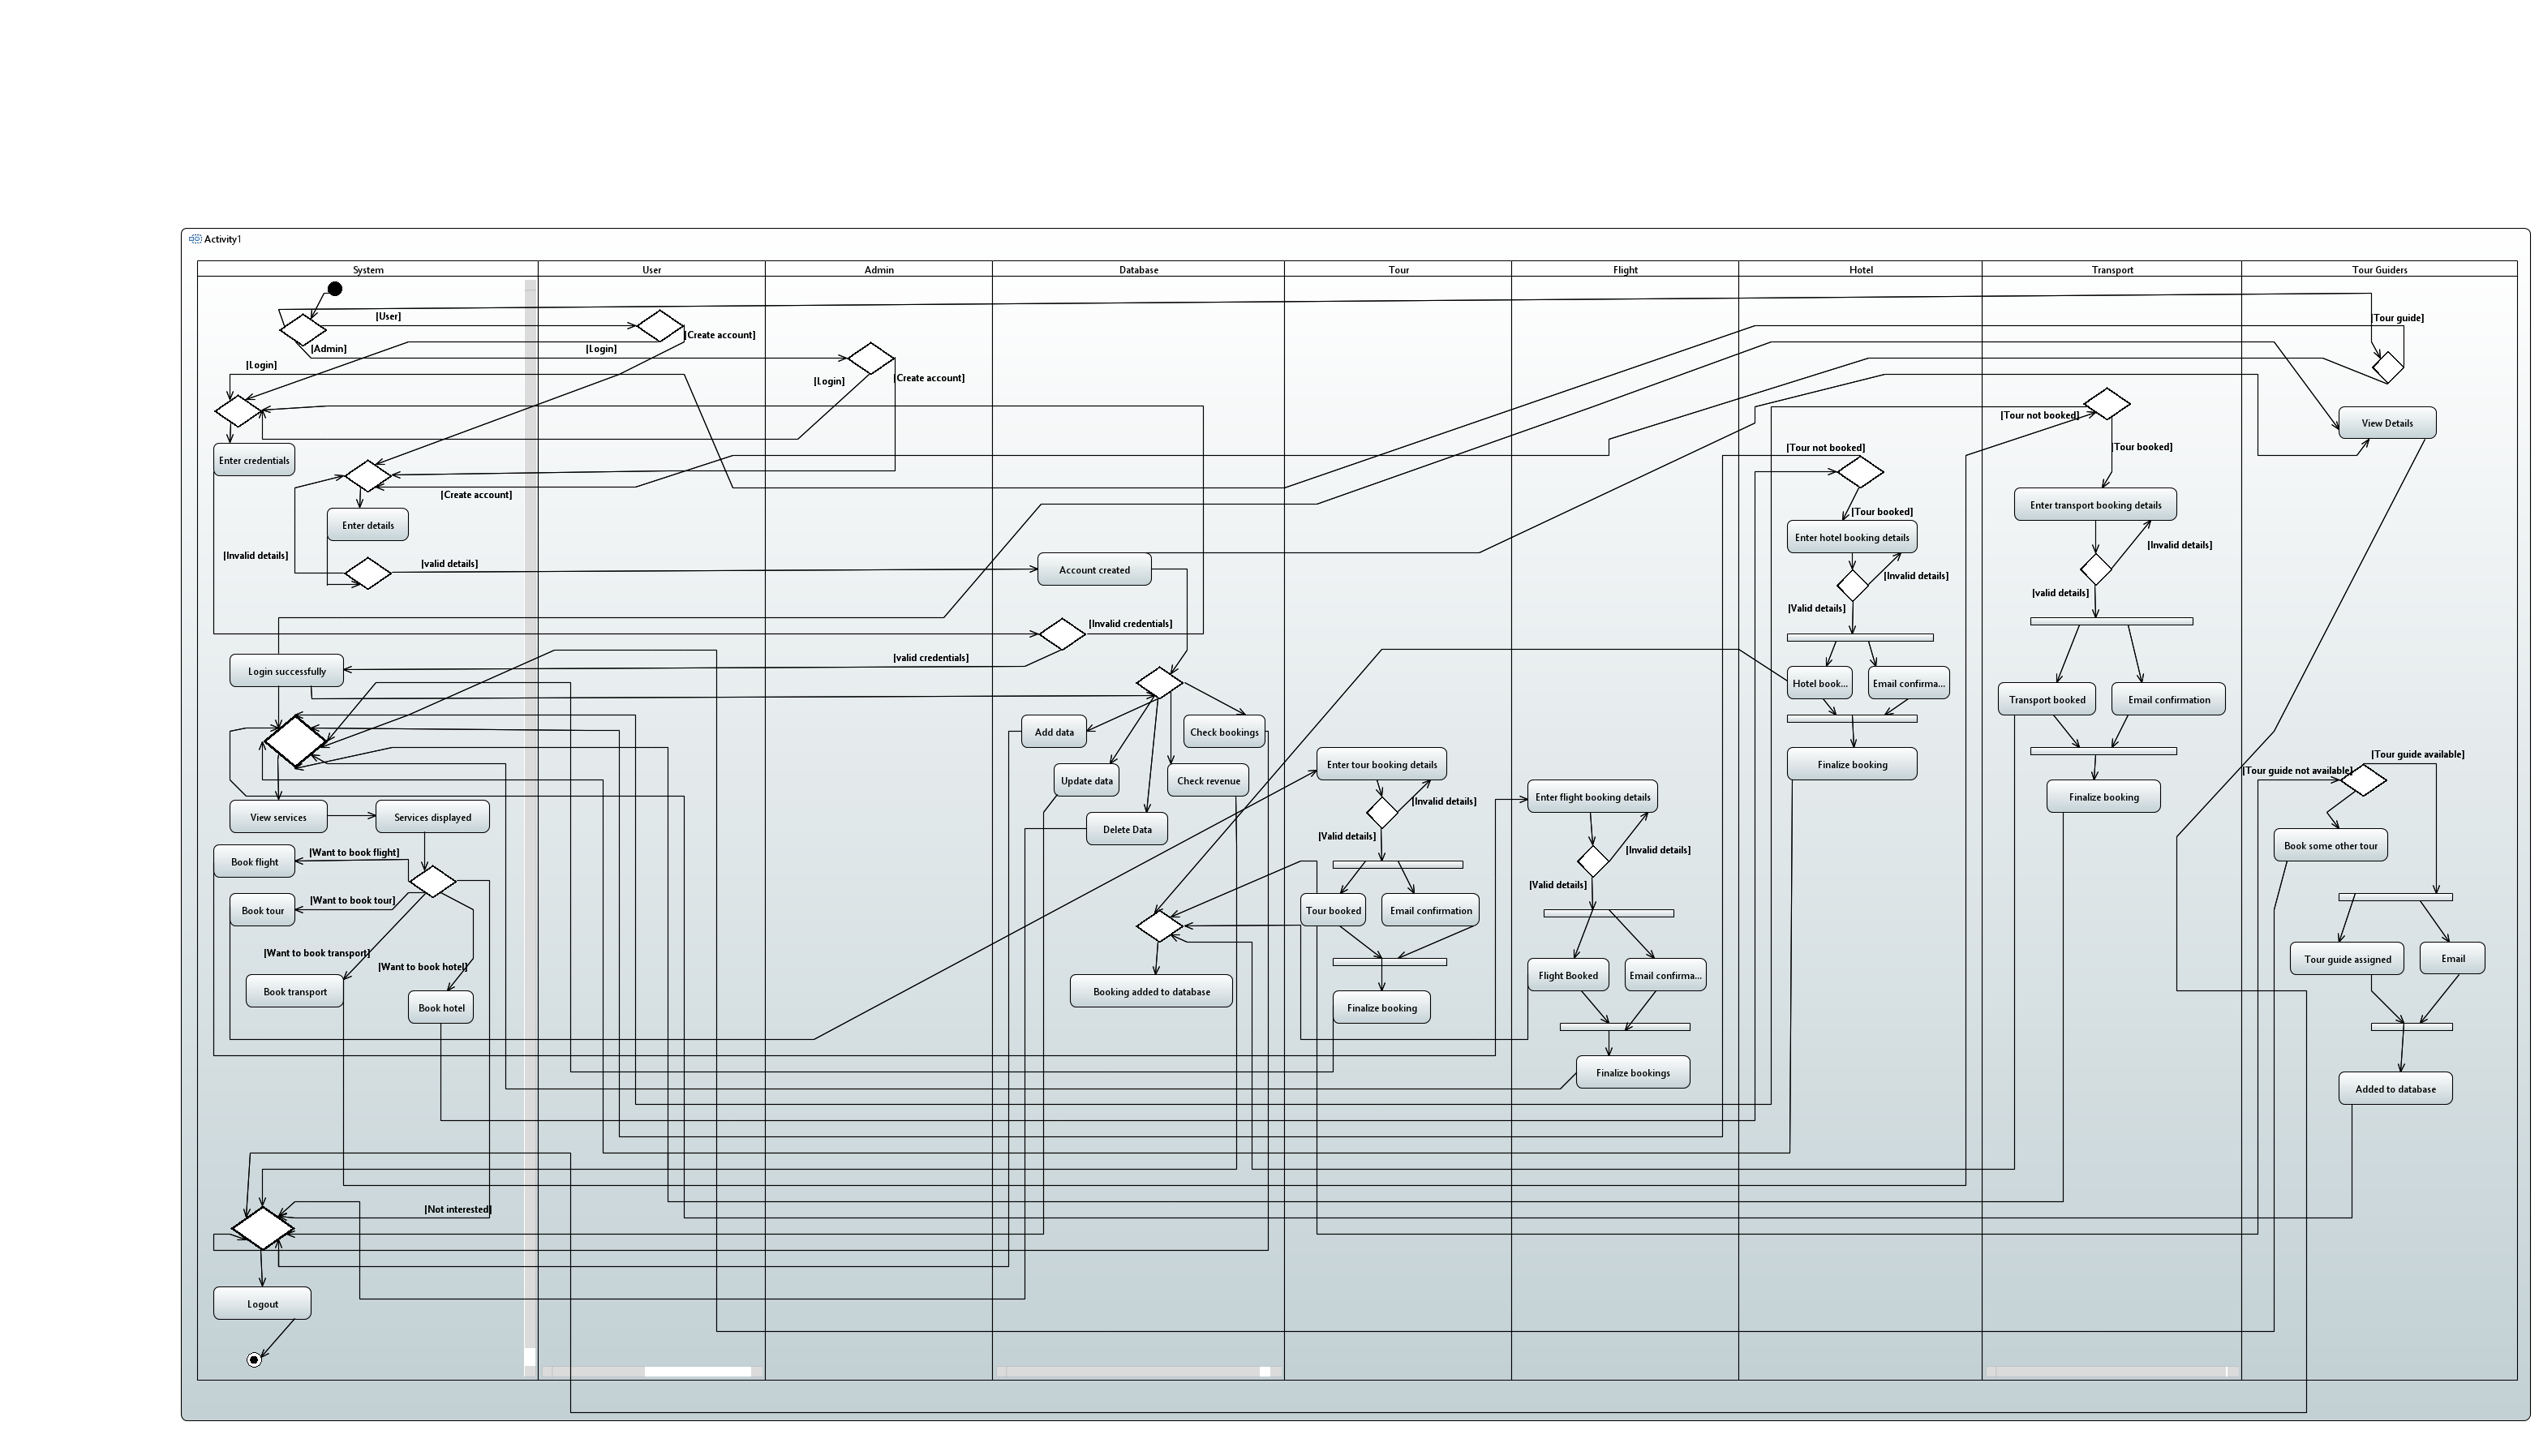 Activity1
System
User
Admin
Database
Tour
Flight
Hotel
Transport
Tour Guiders
[User]
[Tour guide]
[Create account]
[Admin]
[Login]
[Login]
[Login]
[Create account]
[Tour not booked]
View Details
[Tour not booked]
[Tour booked]
Enter credentials
[Create account]
Enter transport booking details
[Tour booked]
Enter details
Enter hotel booking details
[Invalid details]
[Invalid details]
[valid details]
Account created
[Invalid details]
[valid details]
[Valid details]
[Invalid credentials]
[valid credentials]
Login successfully
Hotel book...
Email confirma...
Transport booked
Email confirmation
Add data
Check bookings
[Tour guide available]
Enter tour booking details
Finalize booking
[Tour guide not available]
Update data
Check revenue
Enter flight booking details
Finalize booking
[Invalid details]
View services
Services displayed
Delete Data
[Valid details]
Book some other tour
[Want to book flight]
[Invalid details]
Book flight
[Valid details]
[Want to book tour]
Book tour
Tour booked
Email confirmation
[Want to book transport]
[Want to book hotel]
Tour guide assigned
Email
Flight Booked
Email confirma...
Book transport
Booking added to database
Book hotel
Finalize booking
Finalize bookings
Added to database
[Not interested]
Logout